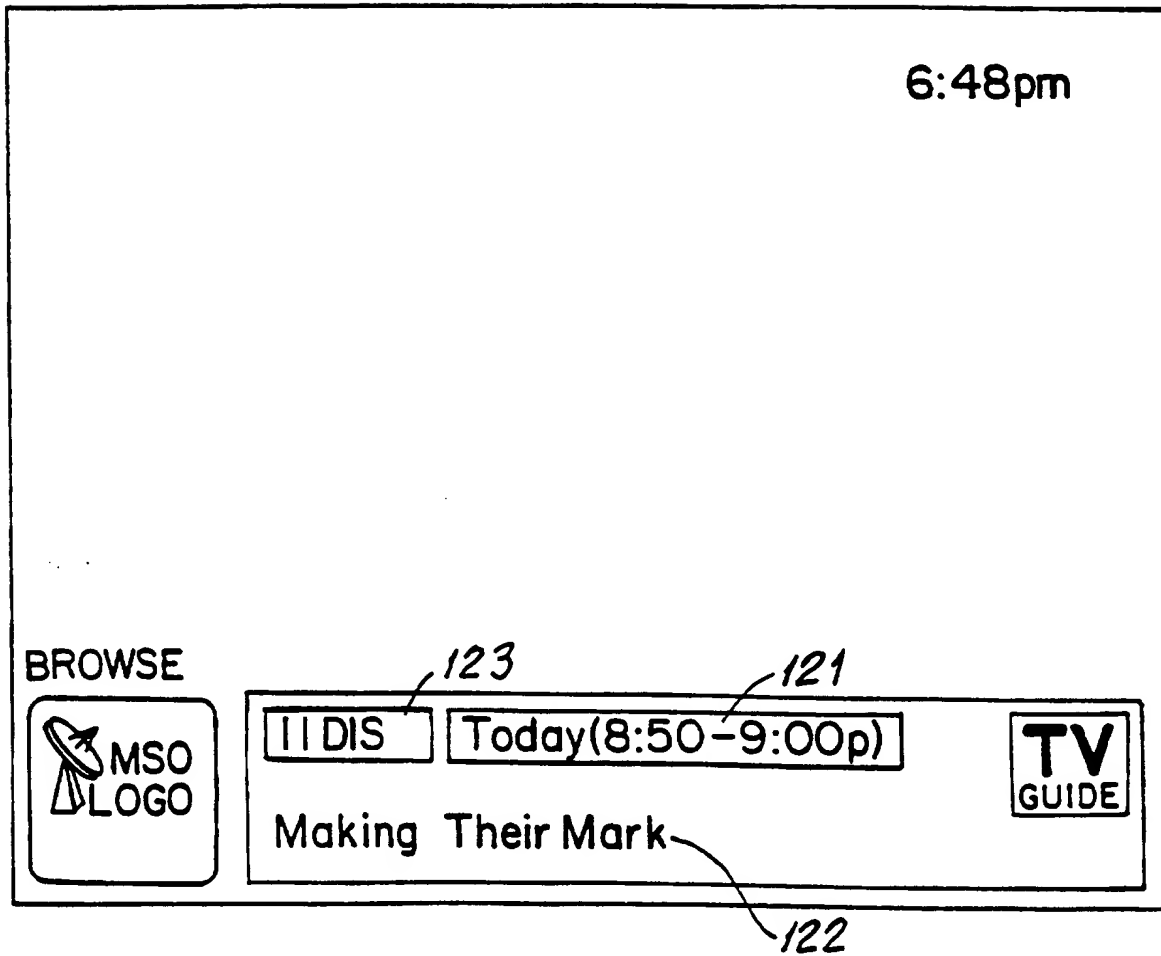 6:48pm
BROWSE
123
121
MSO
LOGO
11 DIS
Today(8:50-9:00p)
TV
GUIDE
Making Their Mark
122